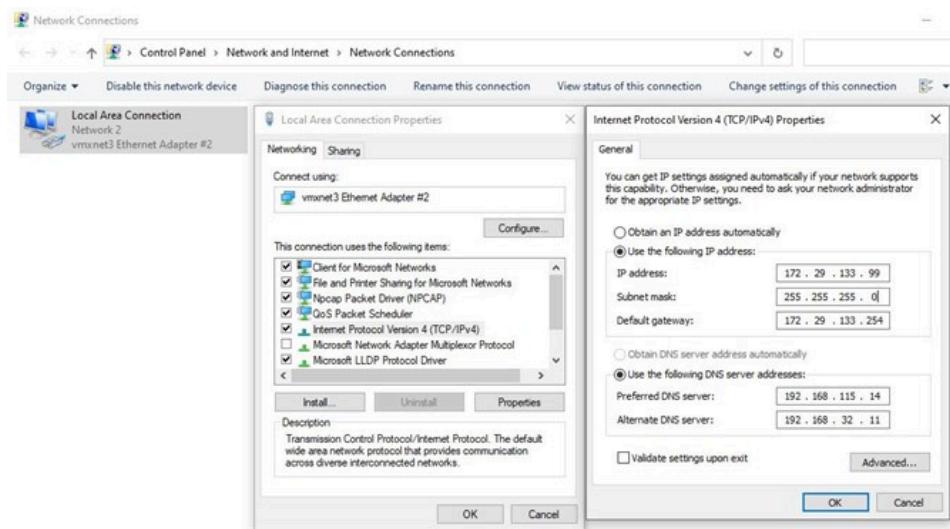 Network Connections
Control Panel > Network and Internet > Network Connections
Organize Disable this network device Diagnose this connection Rename this connection View status of this connection Change settings of this connection
Local Area Connection
Network 2
vmxnet3 Ethernet Adapter #2
Local Area Connection Properties
Networking Sharing
Connect using:
vmxnet3 Ethernet Adapter #2
Configure...
This connection uses the following items:
Client for Microsoft Networks
File and Printer Sharing for Microsoft Networks
Npcap Packet Driver (NPCAP)
QoS Packet Scheduler
Internet Protocol Version 4 (TCP/IPv4)
Microsoft Network Adapter Multiplexor Protocol
Microsoft LLDP Protocol Driver
Install... Uninstall Properties
Description
Transmission Control Protocol/Internet Protocol. The default
wide area network protocol that provides communication
across diverse interconnected networks.
OK Cancel
Internet Protocol Version 4 (TCP/IPv4) Properties
General
You can get IP settings assigned automatically if your network supports
this capability. Otherwise, you need to ask your network administrator
for the appropriate IP settings.
Obtain an IP address automatically
Use the following IP address:
IP address: 172 . 29 . 133 . 99
Subnet mask: 255 . 255 . 255 . 0
Default gateway: 172 . 29 . 133 . 254
Obtain DNS server address automatically
Use the following DNS server addresses:
Preferred DNS server: 192 . 168 . 115 . 14
Alternate DNS server: 192 . 168 . 32 . 11
Validate settings upon exit
Advanced...
OK Cancel